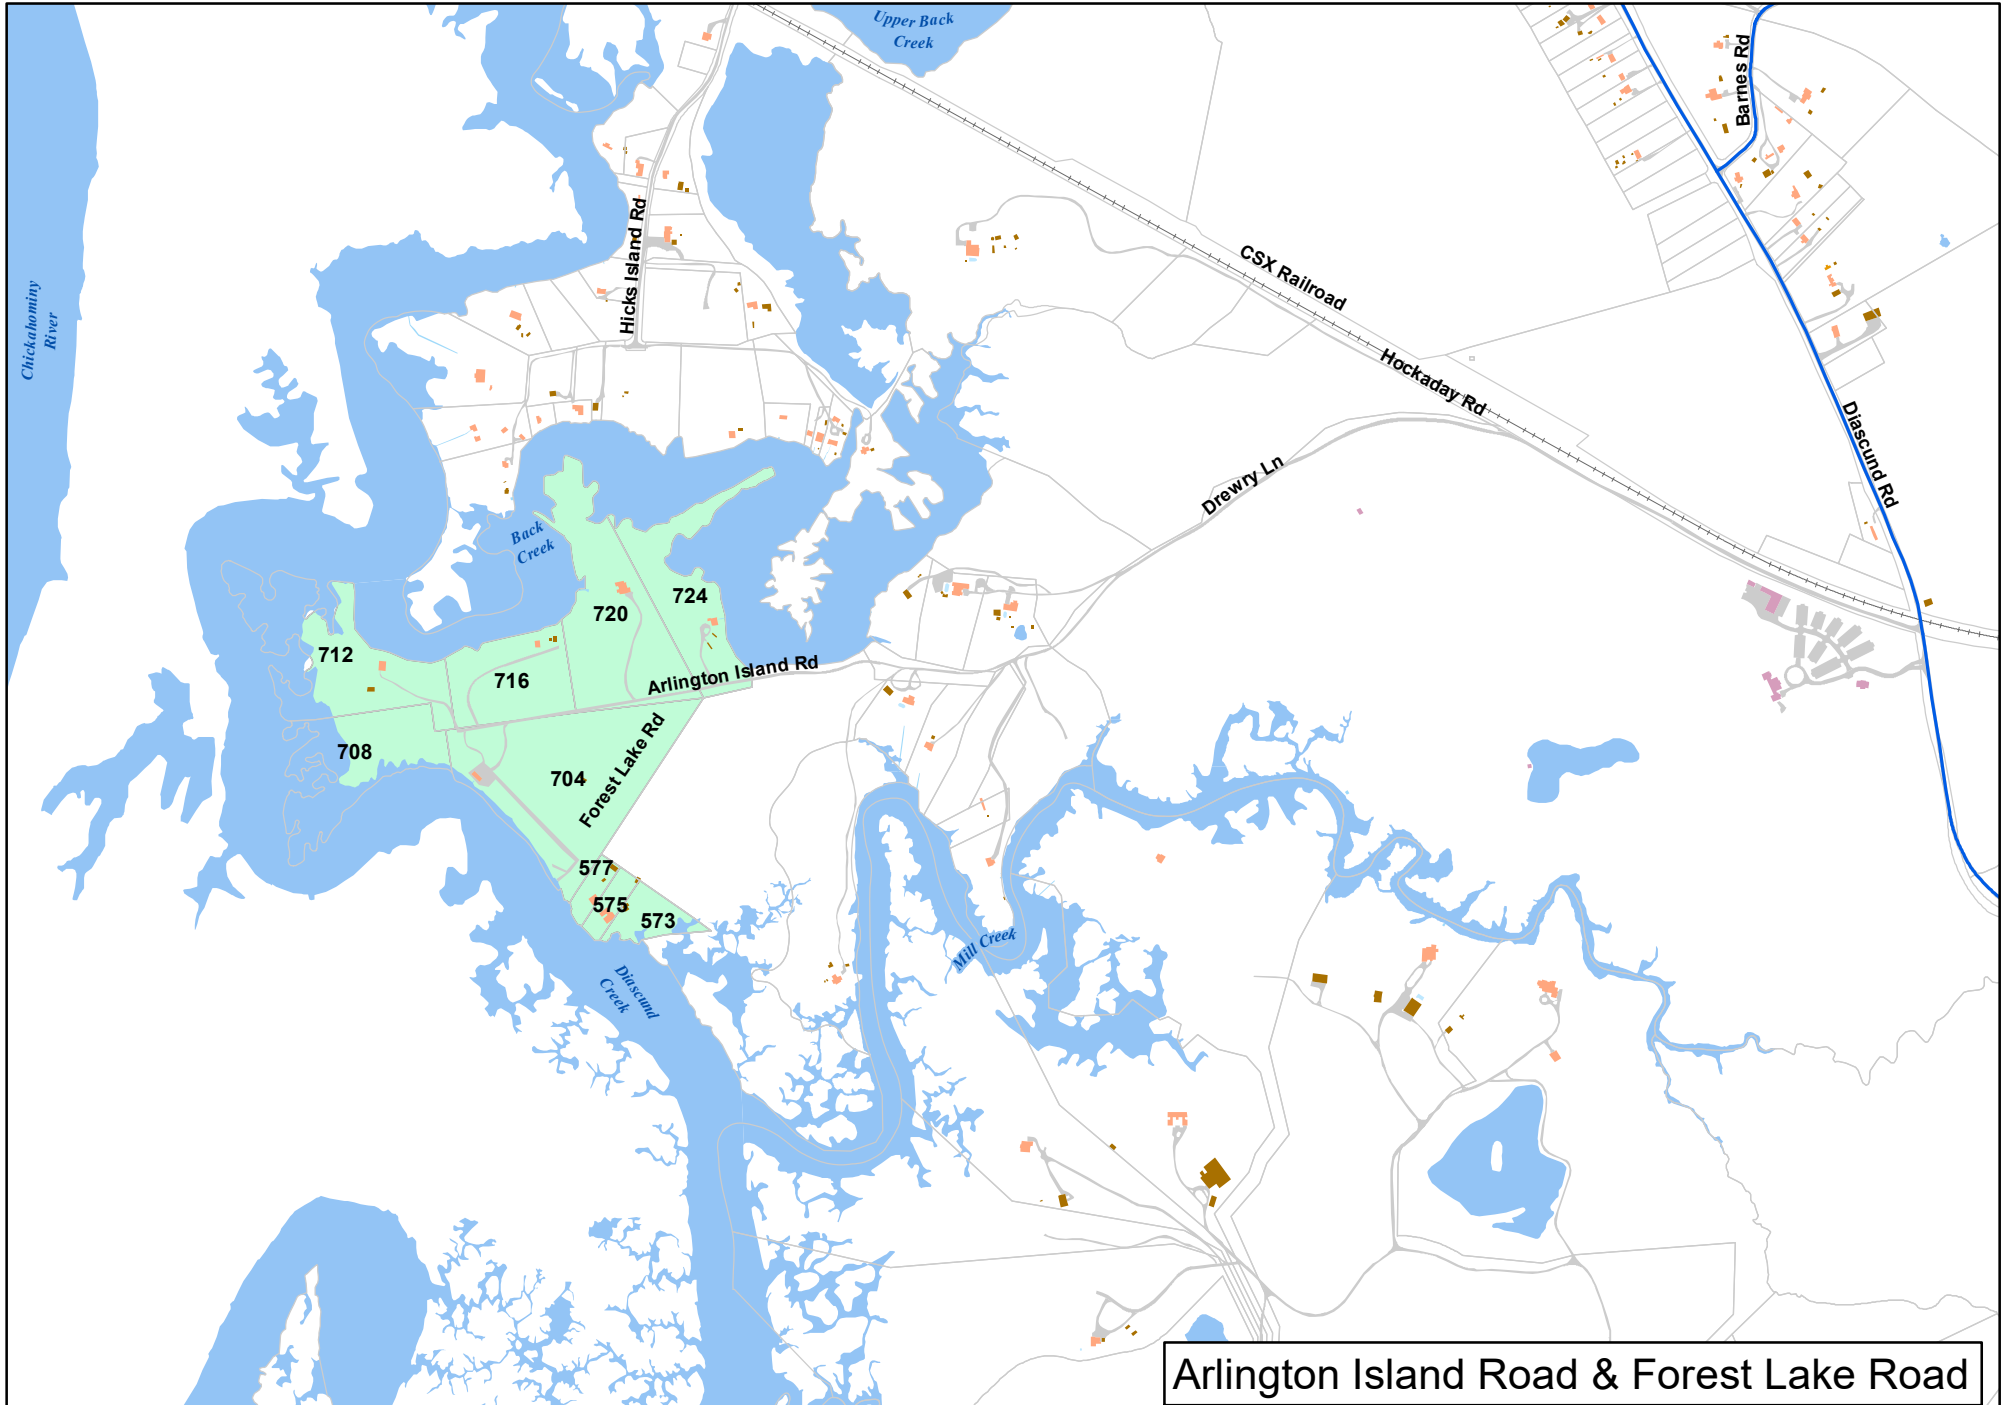 Upper Back
Creek
Barnes Rd
Hicks Island Rd
CSX Railroad
Chickahominy
River
Hockaday Rd
Diascund Rd
Drewry Ln
Back
Creek
724
720
712
716
Arlington Island Rd
708
704
Forest Lake Rd
577
575
573
Mill Creek
Diascund
Creek
Arlington Island Road & Forest Lake Road